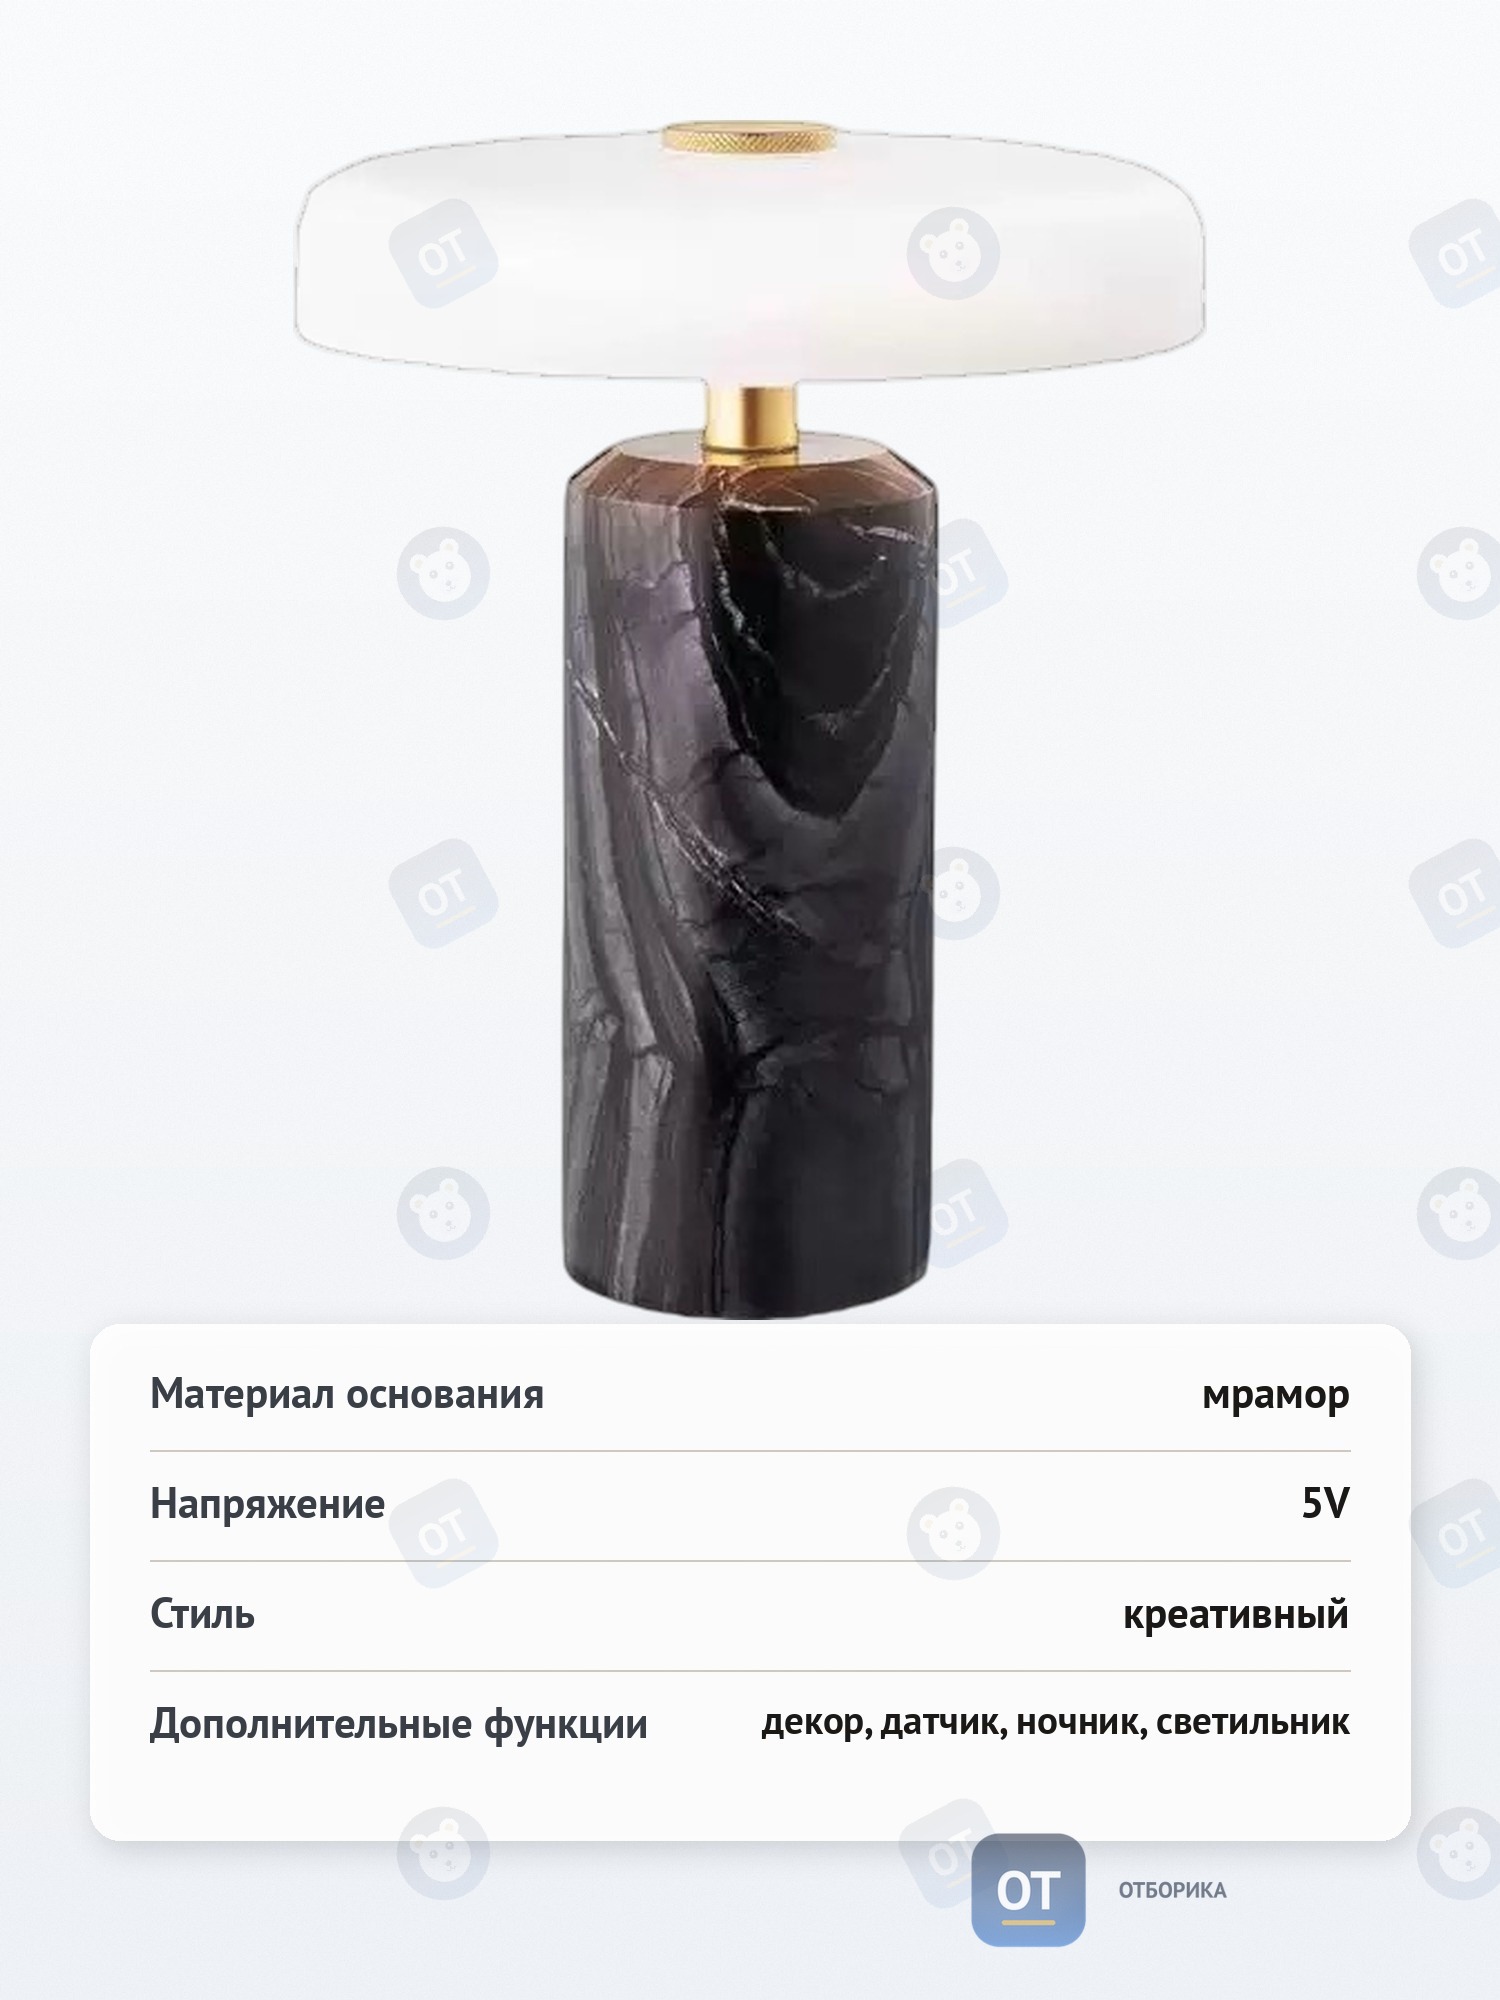 Материал основания мрамор
Напряжение 5V
Стиль креативный
Дополнительные функции декор, датчик, ночник, светильник
ОТ ОТБОРИКА